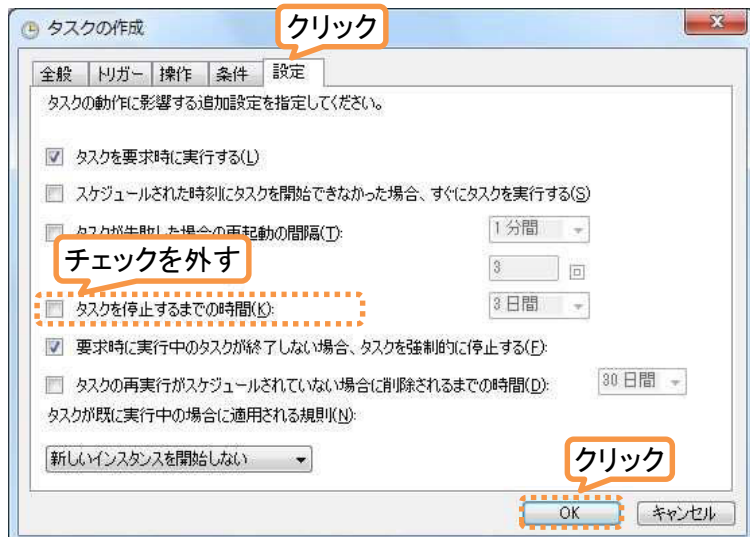 タスクの作成
クリック
全般 トリガー 操作 条件 設定
タスクの動作に影響する追加設定を指定してください。
タスクを要求時に実行する(L)
スケジュールされた時刻にタスクを開始できなかった場合、すぐにタスクを実行する(S)
タスクが失敗した場合の再起動の間隔(T): 1 分間
チェックを外す
3 回
タスクを停止するまでの時間(K): 3 日間
要求時に実行中のタスクが終了しない場合、タスクを強制的に停止する(F):
タスクの再実行がスケジュールされていない場合に削除されるまでの時間(D): 30 日間
タスクが既に実行中の場合に適用される規則(N):
新しいインスタンスを開始しない
クリック
OK キャンセル